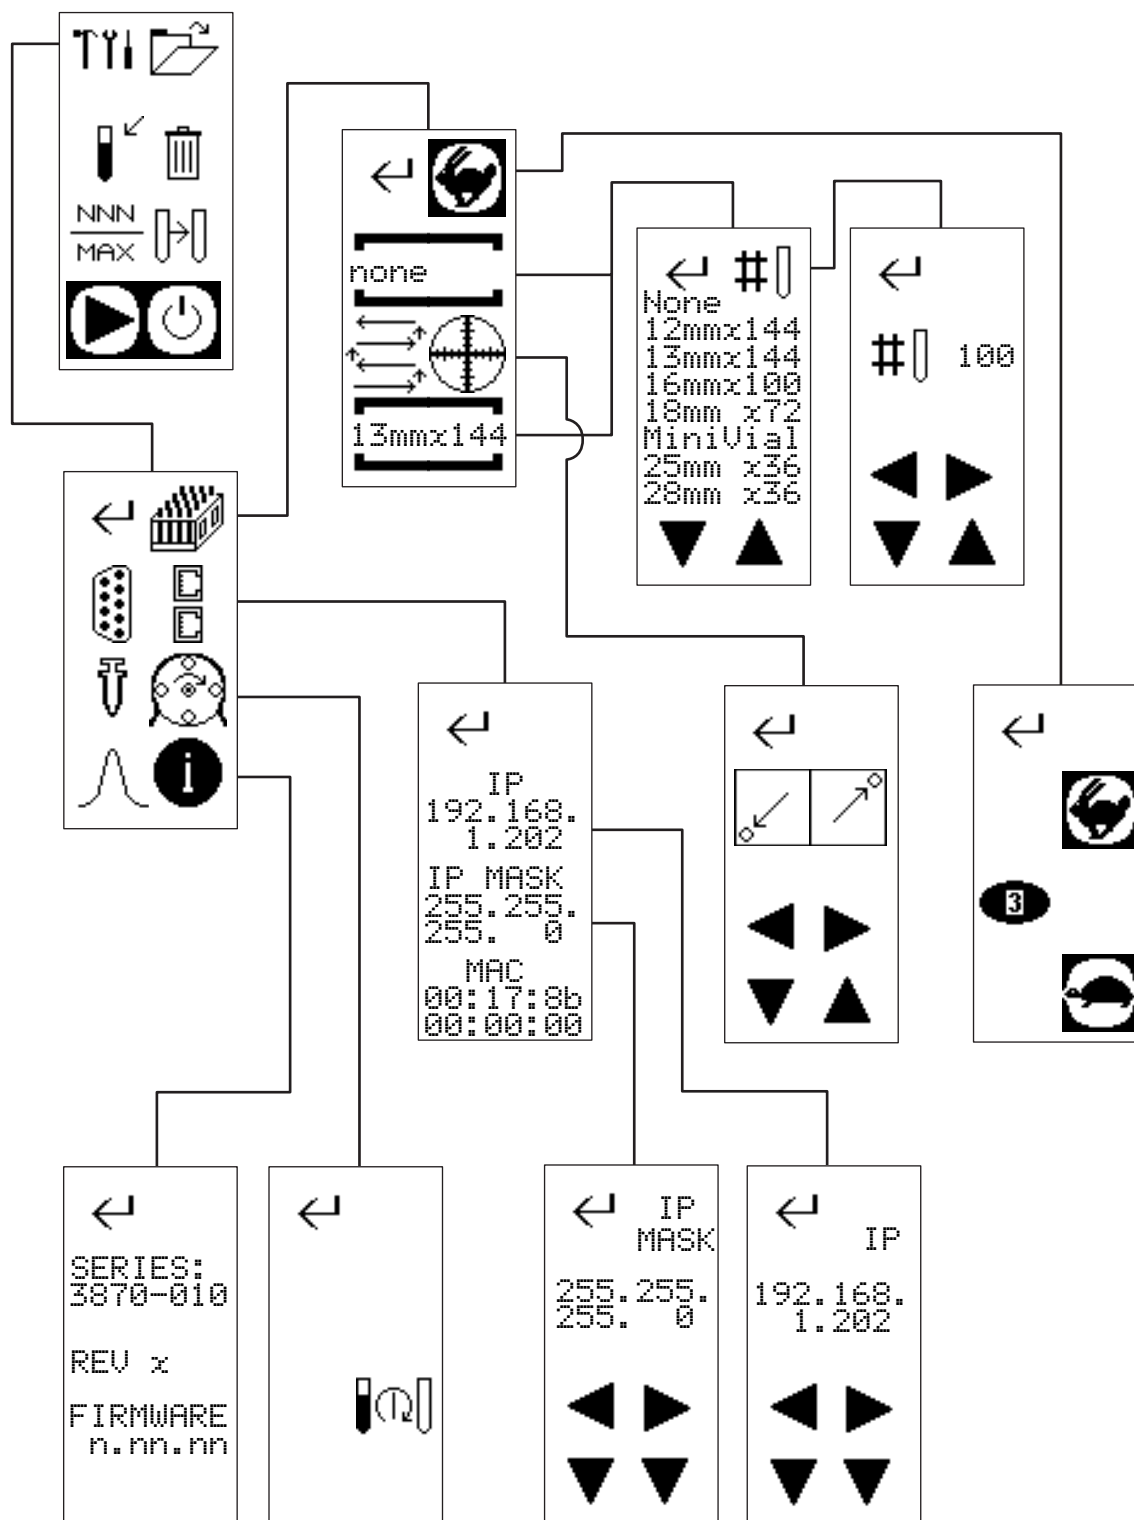 NNN
MAX
none
13mmx144
None
12mmx144
13mmx144
16mmx100
18mm x72
MiniVial
25mm x36
28mm x36
# 100
i
IP
192.168.
1.202
IP MASK
255.255.
255. 0
MAC
00:17:8b
00:00:00
3
SERIES:
3870-010
REV x
FIRMWARE
n.nn.nn
IP
MASK
255.255.
255. 0
IP
192.168.
1.202